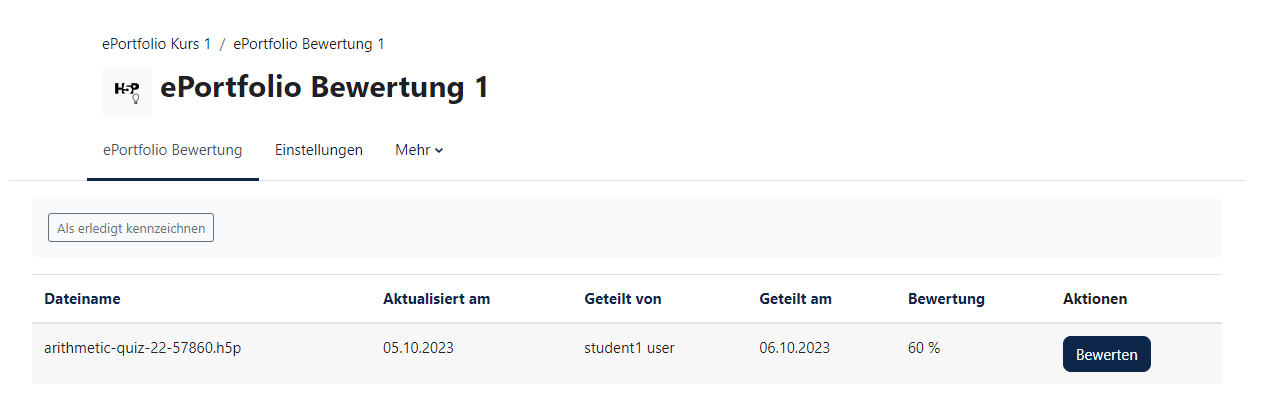 ePortfolio Kurs 1 / ePortfolio Bewertung 1
H5P ePortfolio Bewertung 1
ePortfolio Bewertung Einstellungen Mehr
Als erledigt kennzeichnen
Dateiname Aktualisiert am Geteilt von Geteilt am Bewertung Aktionen
arithmetic-quiz-22-57860.h5p 05.10.2023 student1 user 06.10.2023 60 % Bewerten